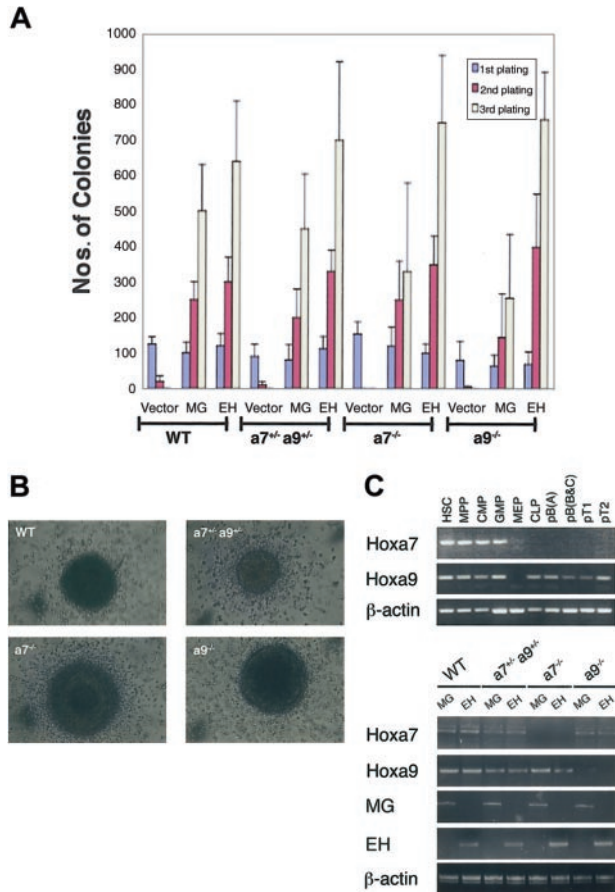 A
Nos. of Colonies
1000
900
800
700
600
500
400
300
200
100
0
1st plating
2nd plating
3rd plating
Vector MG EH Vector MG EH Vector MG EH Vector MG EH
WT a7+/- a9+/- a7-/- a9-/-
B
WT
a7+/- a9+/-
a7-/-
a9-/-
C
HSC MPP CMP GMP MEP CLP pB(A) pB(B&C) pT1 pT2
Hoxa7
Hoxa9
β-actin
WT a7+/- a9+/- a7-/- a9-/-
MG EH MG EH MG EH MG EH
Hoxa7
Hoxa9
MG
EH
β-actin